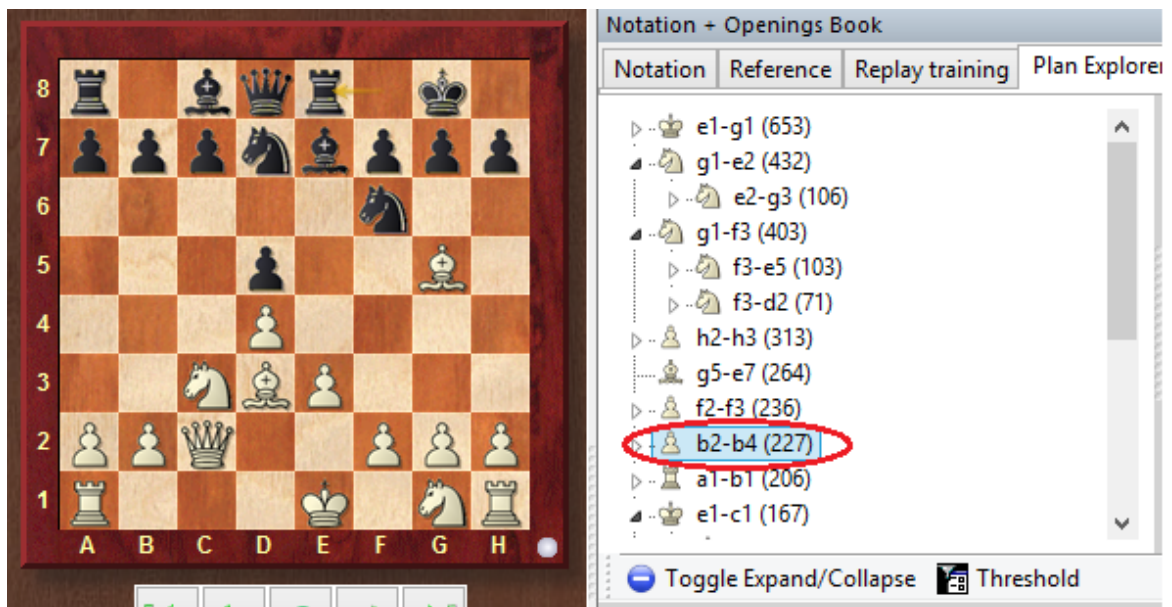 Notation + Openings Book
Notation Reference Replay training Plan Explorer
e1-g1 (653)
g1-e2 (432)
e2-g3 (106)
g1-f3 (403)
f3-e5 (103)
f3-d2 (71)
h2-h3 (313)
g5-e7 (264)
f2-f3 (236)
b2-b4 (227)
a1-b1 (206)
e1-c1 (167)
Toggle Expand/Collapse Threshold
8
7
6
5
4
3
2
1
A B C D E F G H